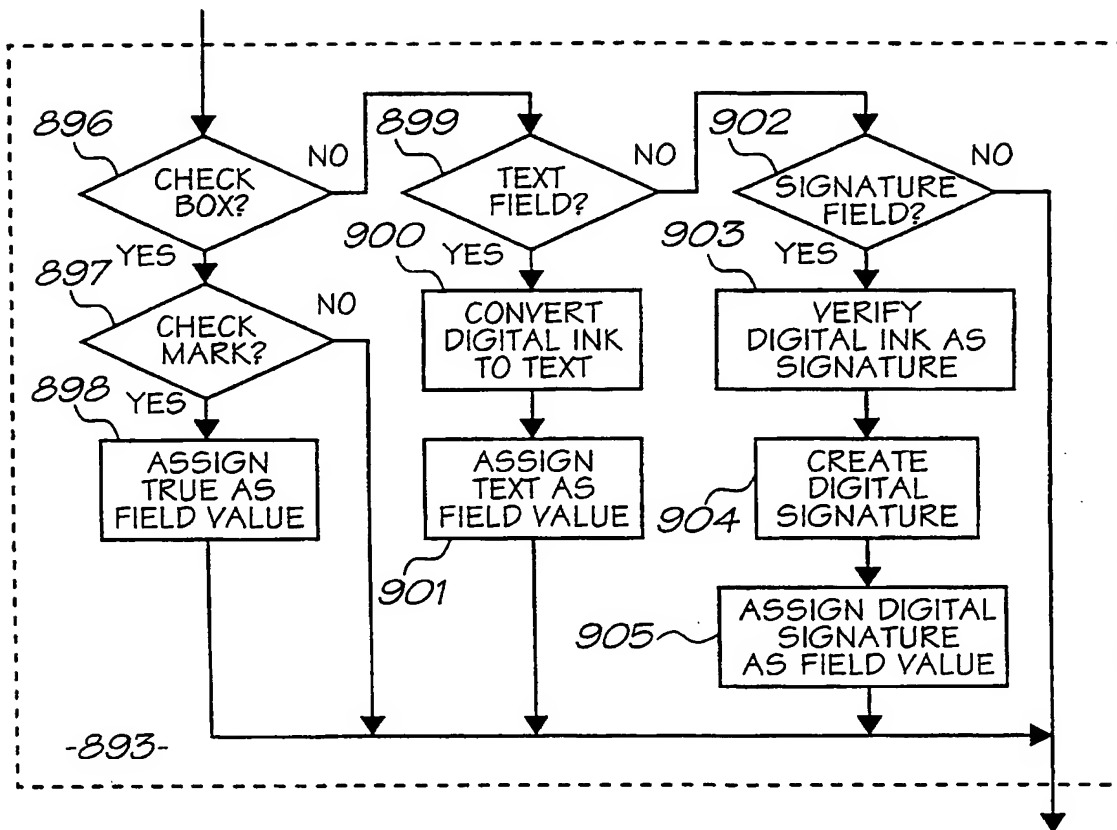 896
CHECK
BOX?
NO
YES
897
CHECK
MARK?
NO
YES
898
ASSIGN
TRUE AS
FIELD VALUE
899
TEXT
FIELD?
NO
YES
900
CONVERT
DIGITAL INK
TO TEXT
ASSIGN
TEXT AS
FIELD VALUE
901
902
SIGNATURE
FIELD?
NO
YES
903
VERIFY
DIGITAL INK AS
SIGNATURE
CREATE
DIGITAL
SIGNATURE
904
ASSIGN DIGITAL
SIGNATURE
AS FIELD VALUE
905
-893-